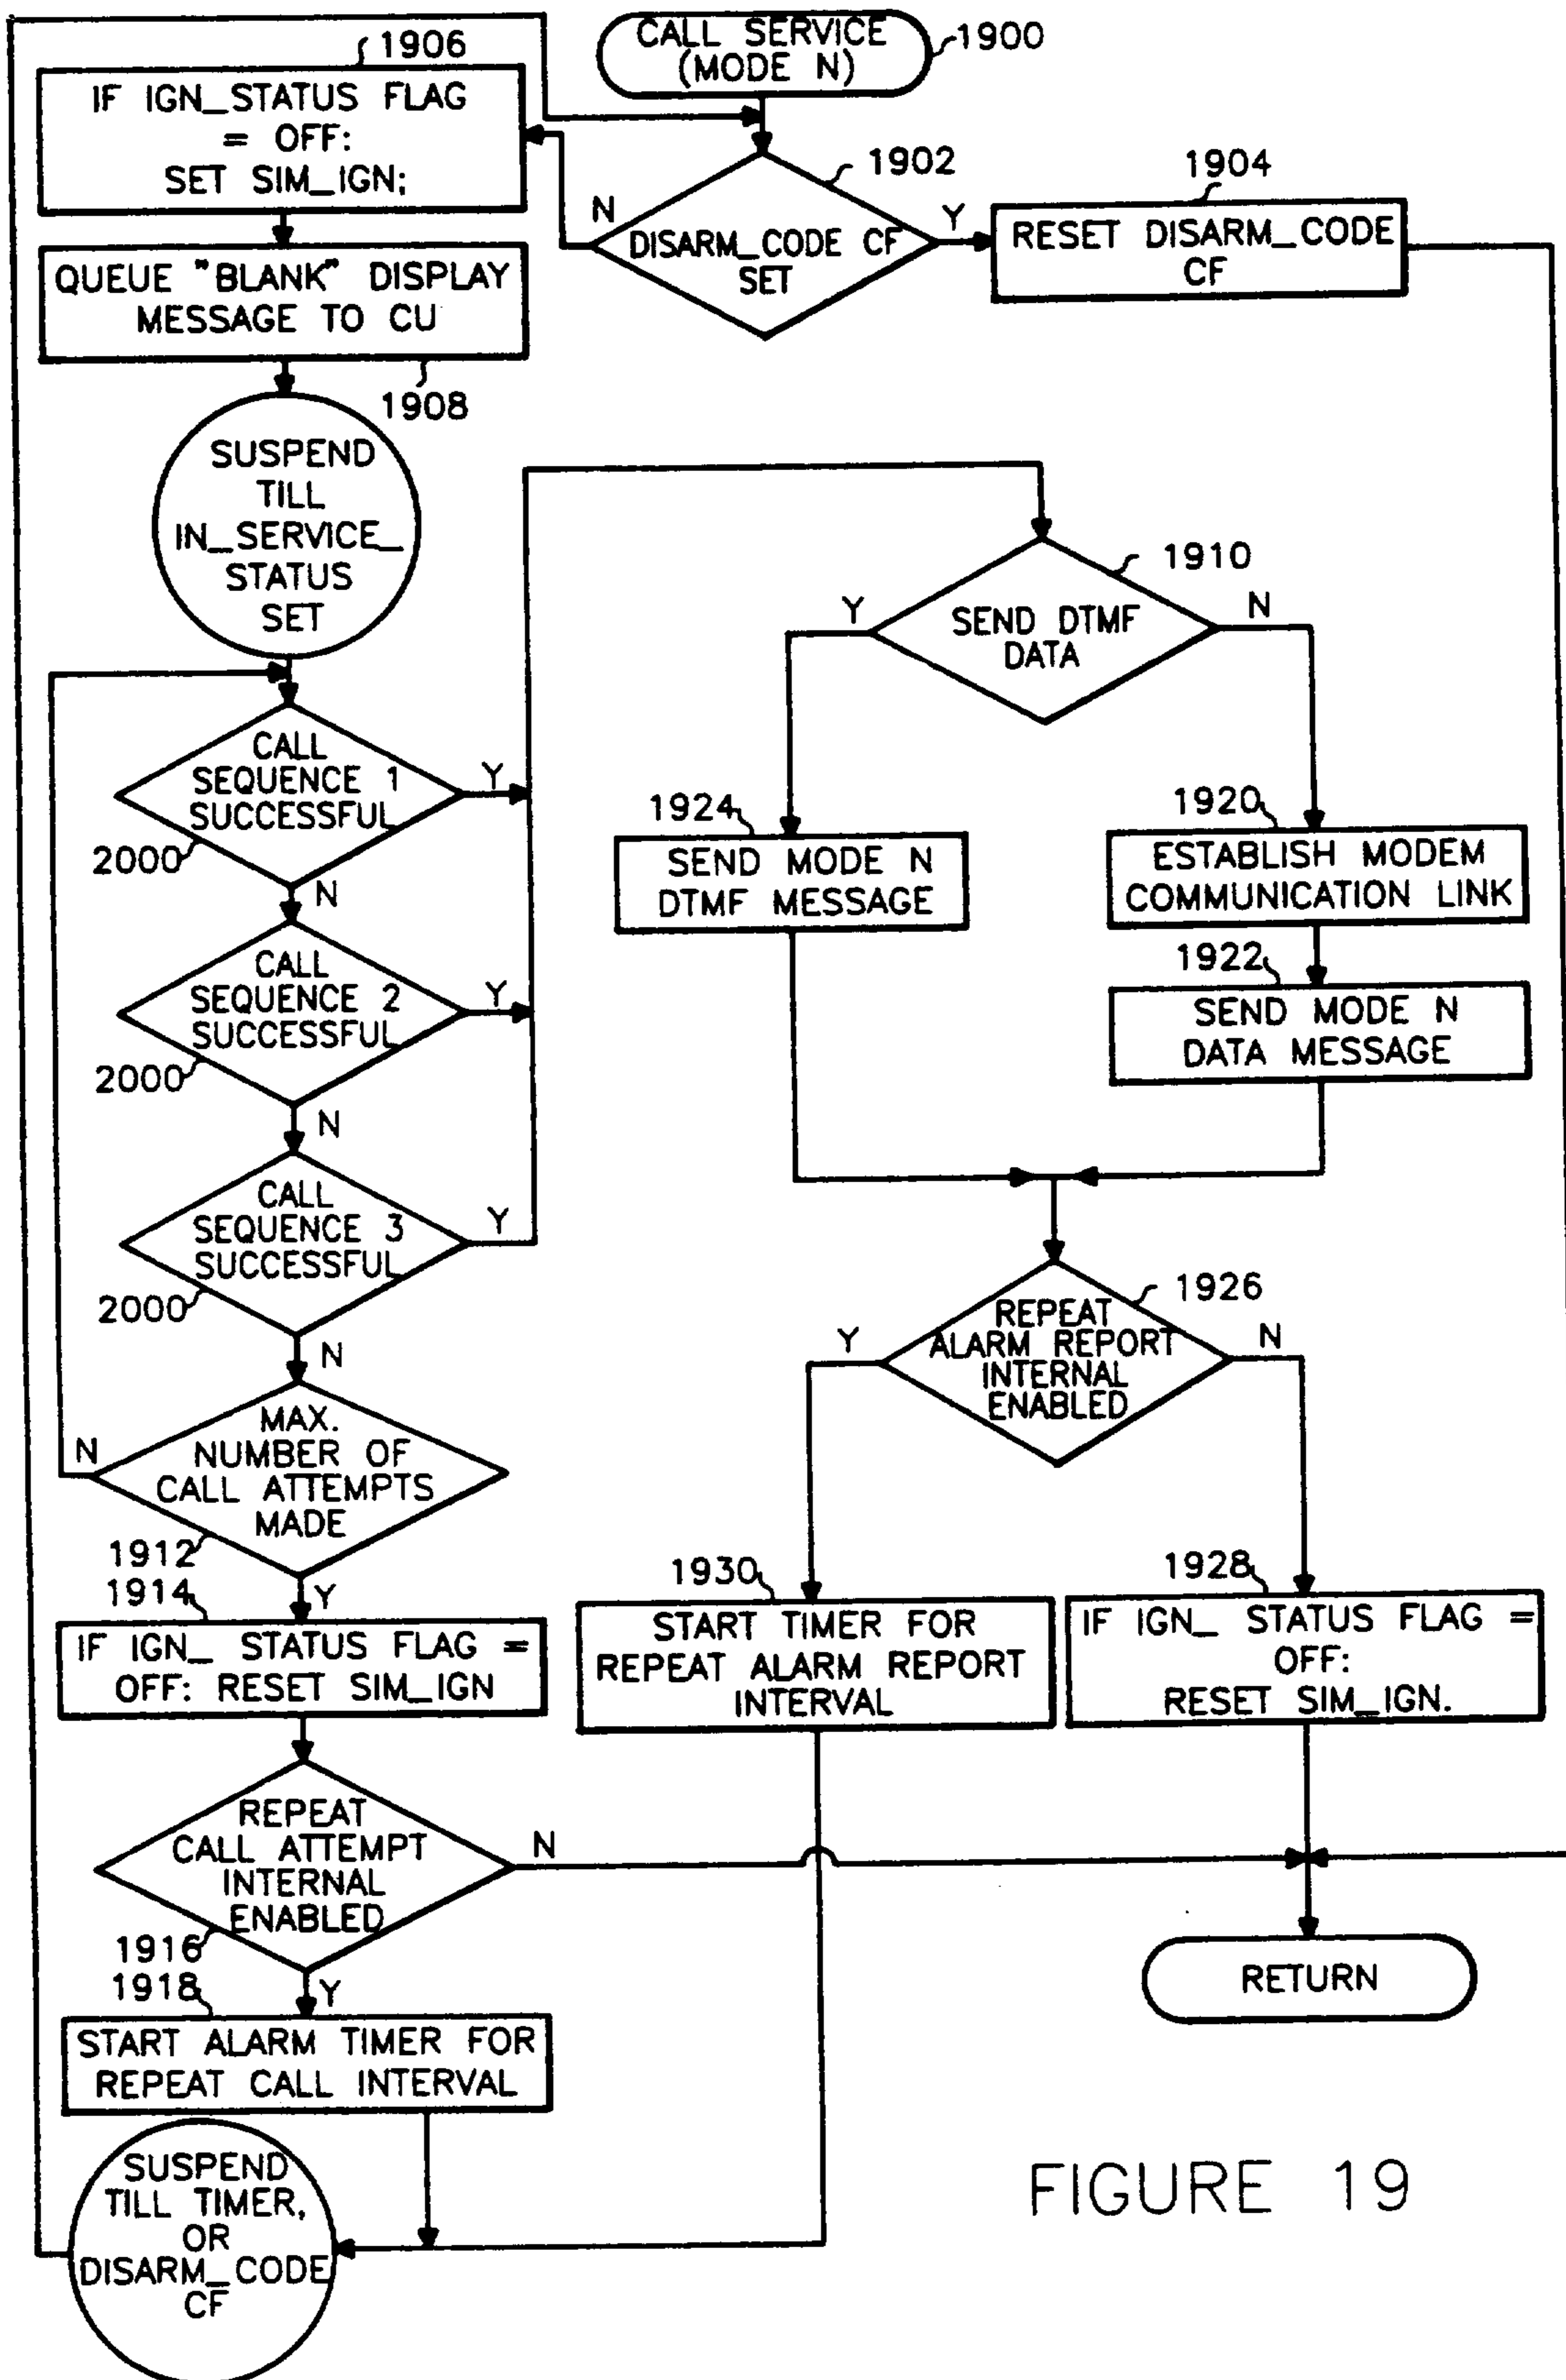 CALL SERVICE
(MODE N)
1900
1906
IF IGN_STATUS FLAG
= OFF:
SET SIM_IGN;
1902
N
Y
DISARM_CODE CF
SET
1904
RESET DISARM_CODE
CF
QUEUE "BLANK" DISPLAY
MESSAGE TO CU
1908
SUSPEND
TILL
IN_SERVICE_
STATUS
SET
1910
Y
N
SEND DTMF
DATA
CALL
SEQUENCE 1
SUCCESSFUL
Y
2000
N
1924
SEND MODE N
DTMF MESSAGE
1920
ESTABLISH MODEM
COMMUNICATION LINK
1922
SEND MODE N
DATA MESSAGE
CALL
SEQUENCE 2
SUCCESSFUL
Y
2000
N
CALL
SEQUENCE 3
SUCCESSFUL
Y
2000
N
1926
Y
N
REPEAT
ALARM REPORT
INTERNAL
ENABLED
MAX.
NUMBER OF
CALL ATTEMPTS
MADE
N
1912
Y
1914
IF IGN_ STATUS FLAG =
OFF: RESET SIM_IGN
1930
START TIMER FOR
REPEAT ALARM REPORT
INTERVAL
1928
IF IGN_ STATUS FLAG =
OFF:
RESET SIM_IGN.
REPEAT
CALL ATTEMPT
INTERNAL
ENABLED
N
1916
Y
RETURN
1918
START ALARM TIMER FOR
REPEAT CALL INTERVAL
SUSPEND
TILL TIMER,
OR
DISARM_CODE
CF
FIGURE 19